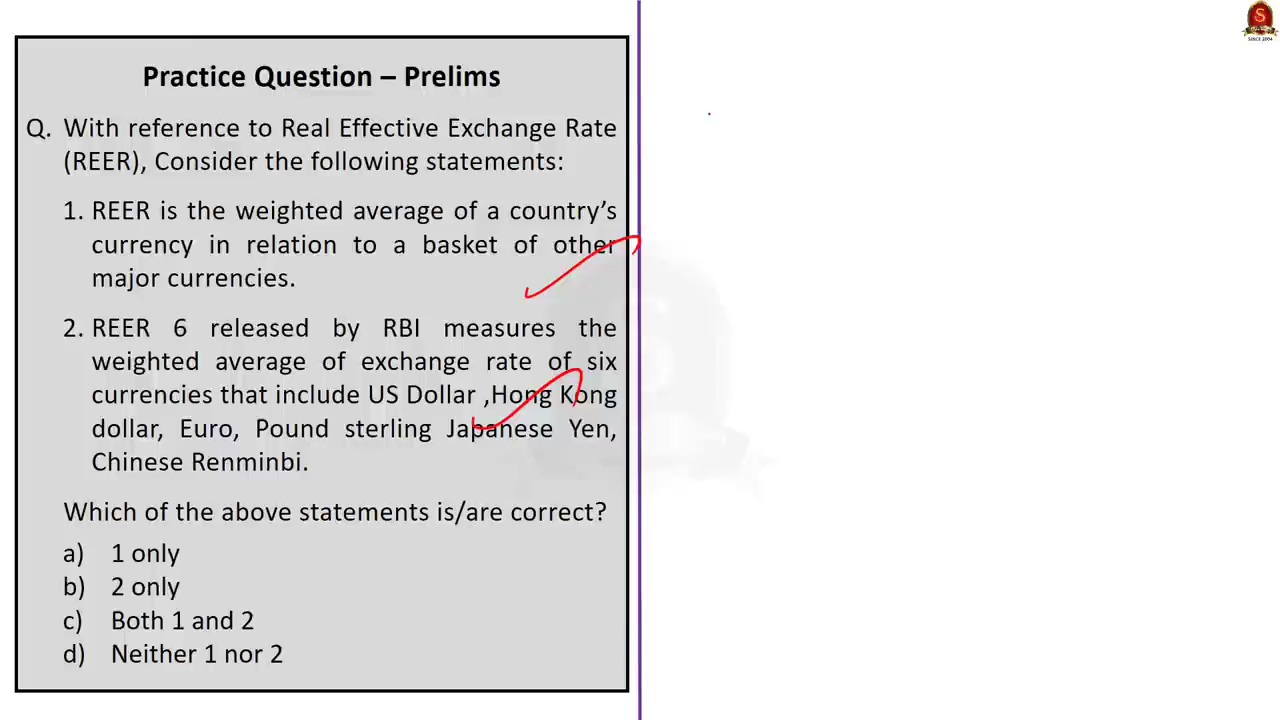 S
SINCE 2004
Practice Question – Prelims
Q. With reference to Real Effective Exchange Rate
(REER), Consider the following statements:
1. REER is the weighted average of a country's
currency in relation to a basket of other
major currencies.
2. REER 6 released by RBI measures the
weighted average of exchange rate of six
currencies that include US Dollar ,Hong Kong
dollar, Euro, Pound sterling Japanese Yen,
Chinese Renminbi.
Which of the above statements is/are correct?
a) 1 only
b) 2 only
c) Both 1 and 2
d) Neither 1 nor 2